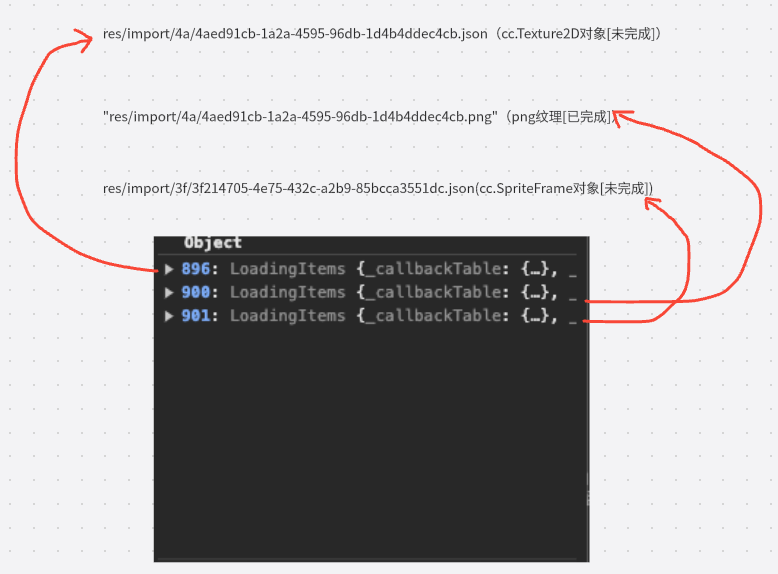 res/import/4a/4aed91cb-1a2a-4595-96db-1d4b4ddec4cb.json（cc.Texture2D对象[未完成]）
"res/import/4a/4aed91cb-1a2a-4595-96db-1d4b4ddec4cb.png"（png纹理[已完成]）
res/import/3f/3f214705-4e75-432c-a2b9-85bcca3551dc.json(cc.SpriteFrame对象[未完成])
Object
▶ 896: LoadingItems {_callbackTable: {…}, _
▶ 900: LoadingItems {_callbackTable: {…}, _
▶ 901: LoadingItems {_callbackTable: {…}, _